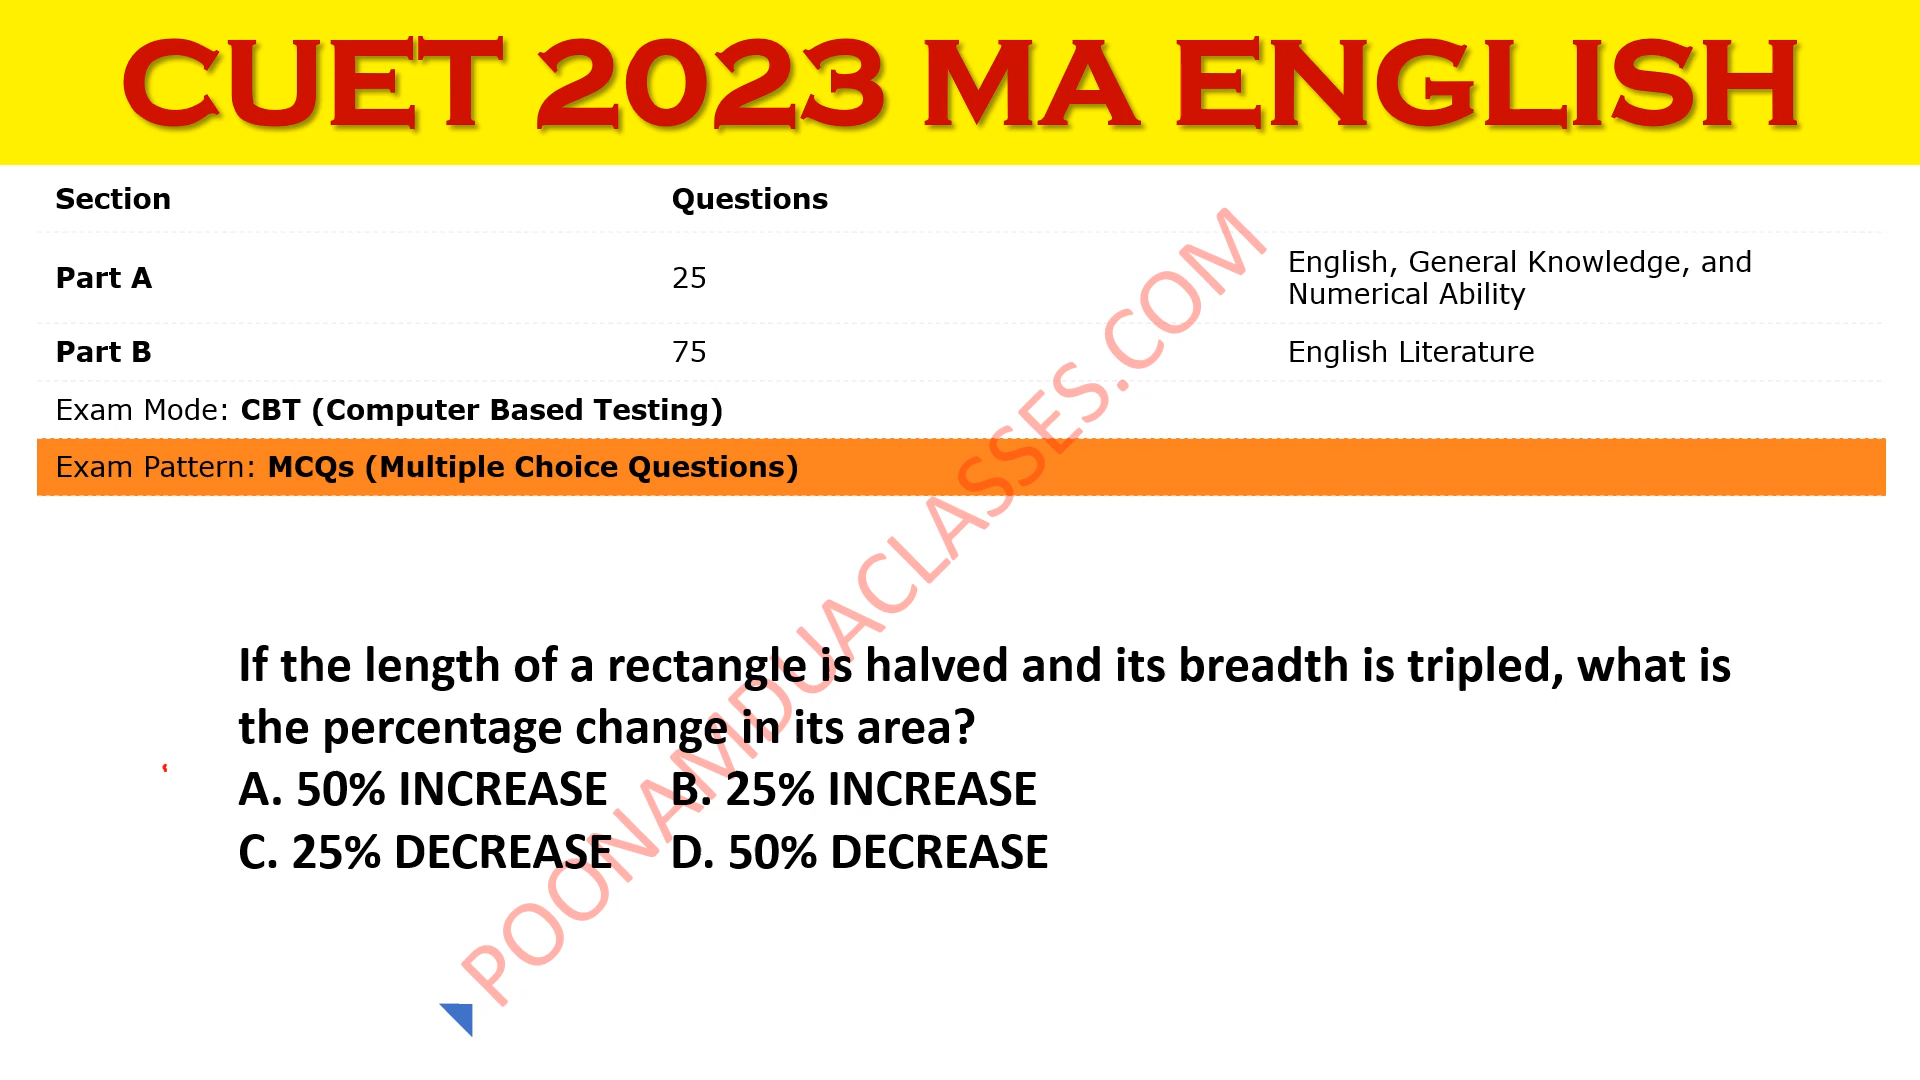 CUET 2023 MA ENGLISH
Section Questions
Part A 25 English, General Knowledge, and
Numerical Ability
Part B 75 English Literature
Exam Mode: CBT (Computer Based Testing)
Exam Pattern: MCQs (Multiple Choice Questions)
POONAMDUACLASSES.COM
If the length of a rectangle is halved and its breadth is tripled, what is
the percentage change in its area?
A. 50% INCREASE B. 25% INCREASE
C. 25% DECREASE D. 50% DECREASE